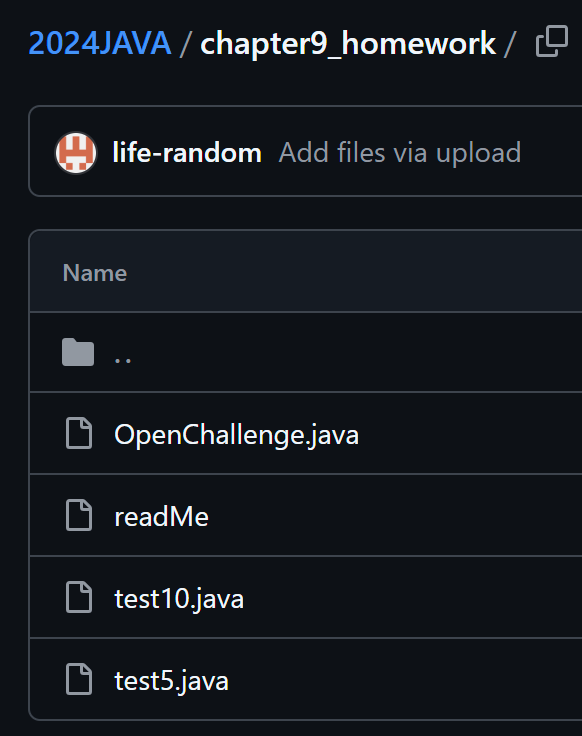 2024JAVA / chapter9_homework /
life-random Add files via upload
Name
..
OpenChallenge.java
readMe
test10.java
test5.java